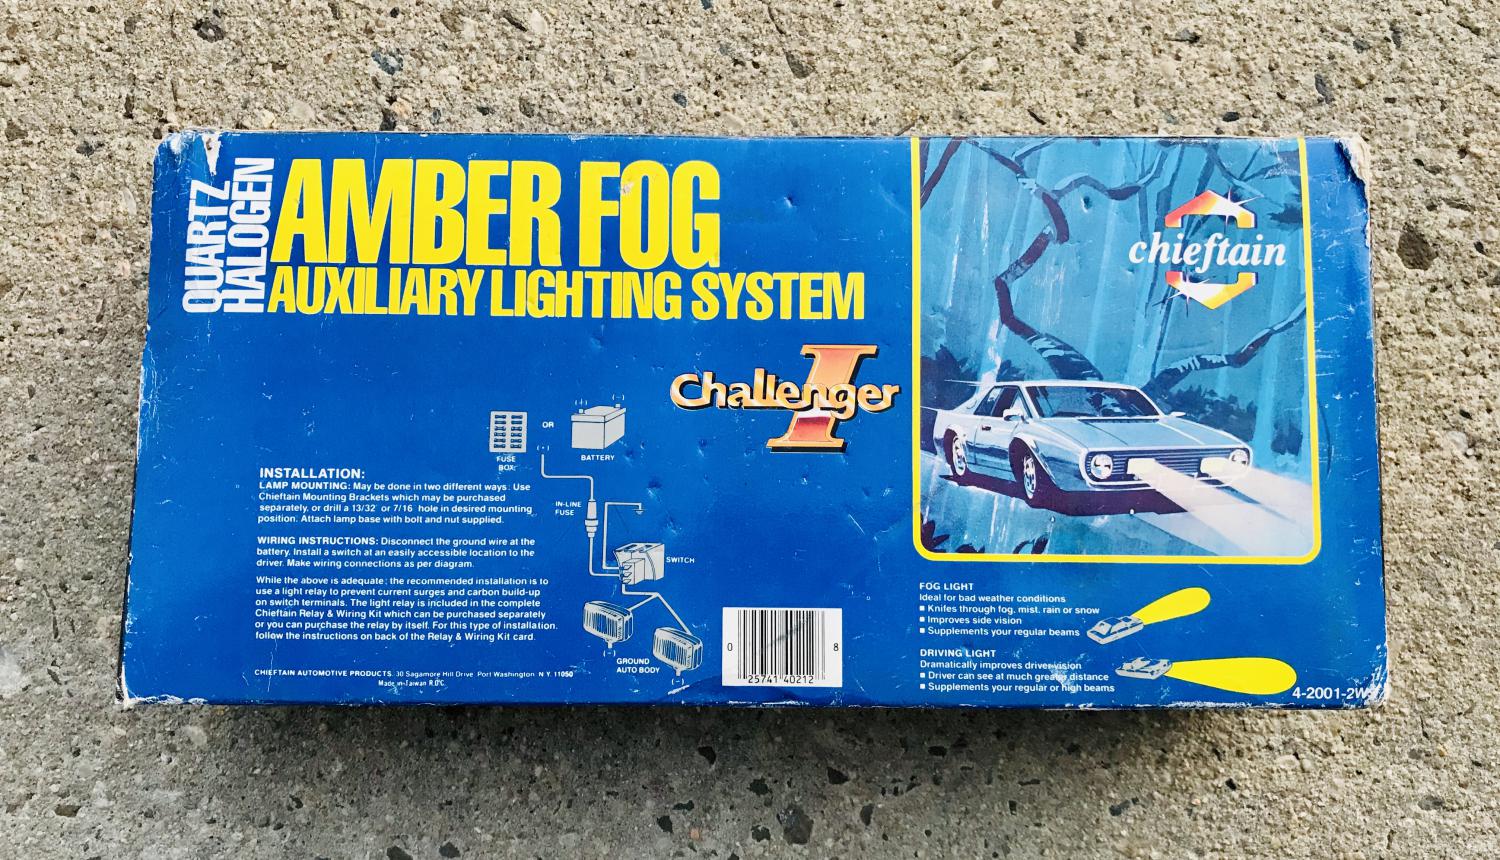 QUARTZ
HALOGEN
AMBER FOG
AUXILIARY LIGHTING SYSTEM
Challenger
I
chieftain
FUSE
BOX
OR
(-)
(-)
BATTERY
(-)
IN-LINE
FUSE
SWITCH
GROUND
AUTO BODY
(-)
(-)
INSTALLATION:
LAMP MOUNTING: May be done in two different ways. Use
Chieftain Mounting Brackets which may be purchased
separately, or drill a 13/32 or 7/16 hole in desired mounting
position. Attach lamp base with bolt and nut supplied.
WIRING INSTRUCTIONS: Disconnect the ground wire at the
battery. Install a switch at an easily accessible location to the
driver. Make wiring connections as per diagram.
While the above is adequate; the recommended installation is to
use a light relay to prevent current surges and carbon build-up
on switch terminals. The light relay is included in the complete
Chieftain Relay & Wiring Kit which can be purchased separately
or you can purchase the relay by itself. For this type of installation.
follow the instructions on back of the Relay & Wiring Kit card.
CHIEFTAIN AUTOMOTIVE PRODUCTS. 30 Sagamore Hill Drive Port Washington N.Y. 11050
Made in Taiwan R.O.C.
0 25741 40212 8
FOG LIGHT
Ideal for bad weather conditions
■ Knifes through fog, mist, rain or snow
■ Improves side vision
■ Supplements your regular beams
DRIVING LIGHT
Dramatically improves driver vision
■ Driver can see at much greater distance
■ Supplements your regular or high beams
4-2001-2W